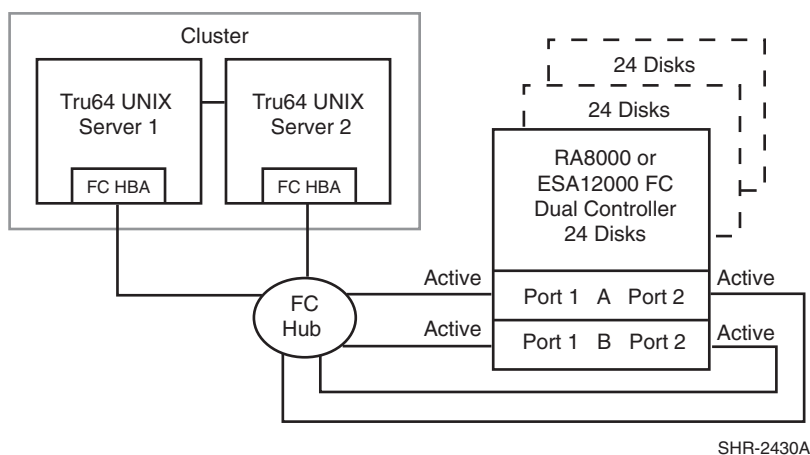 Cluster
Tru64 UNIX
Server 1
FC HBA
Tru64 UNIX
Server 2
FC HBA
24 Disks
24 Disks
RA8000 or
ESA12000 FC
Dual Controller
24 Disks
FC
Hub
Active
Port 1 A Port 2
Active
Active
Port 1 B Port 2
Active
SHR-2430A